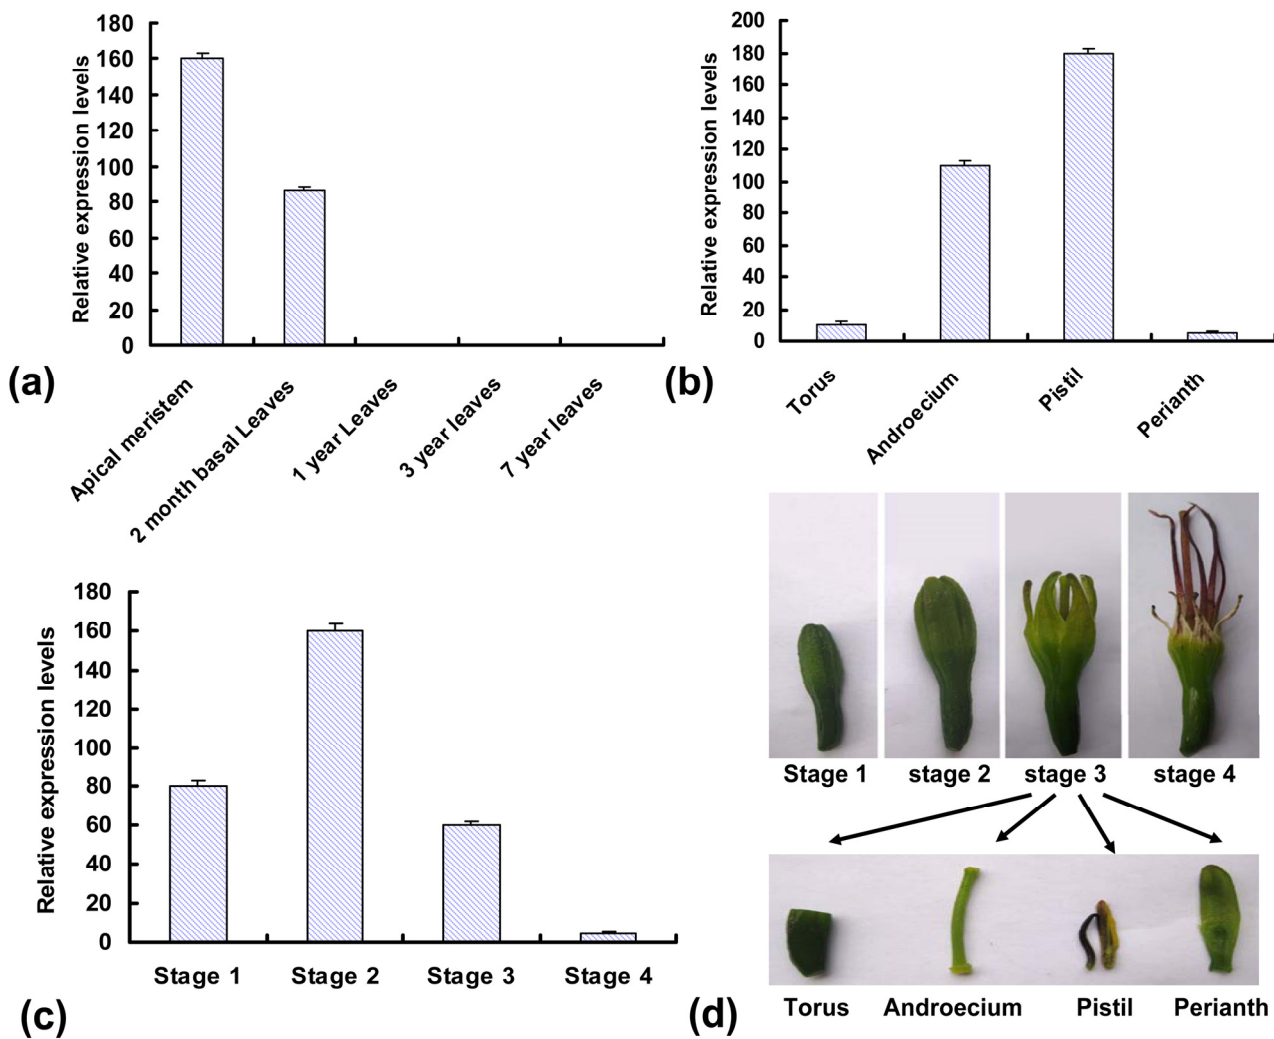 Relative expression levels
180
160
140
120
100
80
60
40
20
0
Apical meristem
2 month basal Leaves
1 year Leaves
3 year leaves
7 year leaves
(a)
Relative expression levels
200
180
160
140
120
100
80
60
40
20
0
Torus
Androecium
Pistil
Perianth
(b)
Relative expression levels
180
160
140
120
100
80
60
40
20
0
Stage 1 Stage 2 Stage 3 Stage 4
(c)
Stage 1 stage 2 stage 3 stage 4
Torus Androecium Pistil Perianth
(d)